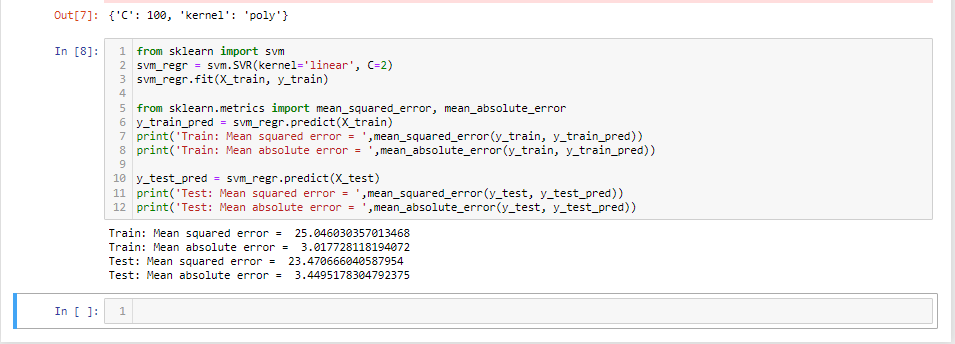 Out[7]: {'C': 100, 'kernel': 'poly'}
In [8]:
1 from sklearn import svm
2 svm_regr = svm.SVR(kernel='linear', C=2)
3 svm_regr.fit(X_train, y_train)
4
5 from sklearn.metrics import mean_squared_error, mean_absolute_error
6 y_train_pred = svm_regr.predict(X_train)
7 print('Train: Mean squared error = ',mean_squared_error(y_train, y_train_pred))
8 print('Train: Mean absolute error = ',mean_absolute_error(y_train, y_train_pred))
9
10 y_test_pred = svm_regr.predict(X_test)
11 print('Test: Mean squared error = ',mean_squared_error(y_test, y_test_pred))
12 print('Test: Mean absolute error = ',mean_absolute_error(y_test, y_test_pred))
Train: Mean squared error =  25.046030357013468
Train: Mean absolute error =  3.017728118194072
Test: Mean squared error =  23.470666040587954
Test: Mean absolute error =  3.4495178304792375
In [ ]: 1